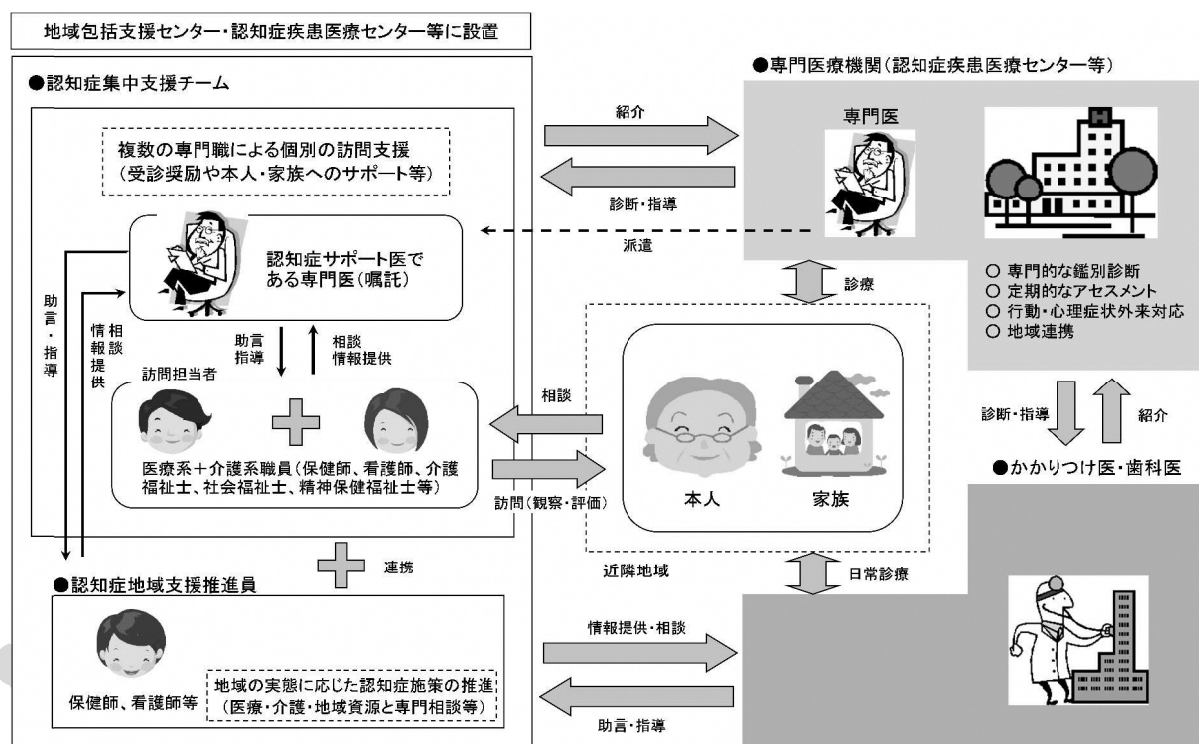 地域包括支援センター・認知症疾患医療センター等に設置
●認知症集中支援チーム
複数の専門職による個別の訪問支援
(受診奨励や本人・家族へのサポート等)
認知症サポート医で
ある専門医(嘱託)
助言・指導
相談
情報提供
助言
指導
相談
情報提供
訪問担当者
医療系+介護系職員(保健師、看護師、介護
福祉士、社会福祉士、精神保健福祉士等)
連携
●認知症地域支援推進員
保健師、看護師等
地域の実態に応じた認知症施策の推進
(医療・介護・地域資源と専門相談等)
紹介
診断・指導
派遣
相談
訪問(観察・評価)
情報提供・相談
助言・指導
●専門医療機関(認知症疾患医療センター等)
専門医
H
○ 専門的な鑑別診断
○ 定期的なアセスメント
○ 行動・心理症状外来対応
○ 地域連携
診療
本人
家族
近隣地域
日常診療
診断・指導
紹介
●かかりつけ医・歯科医